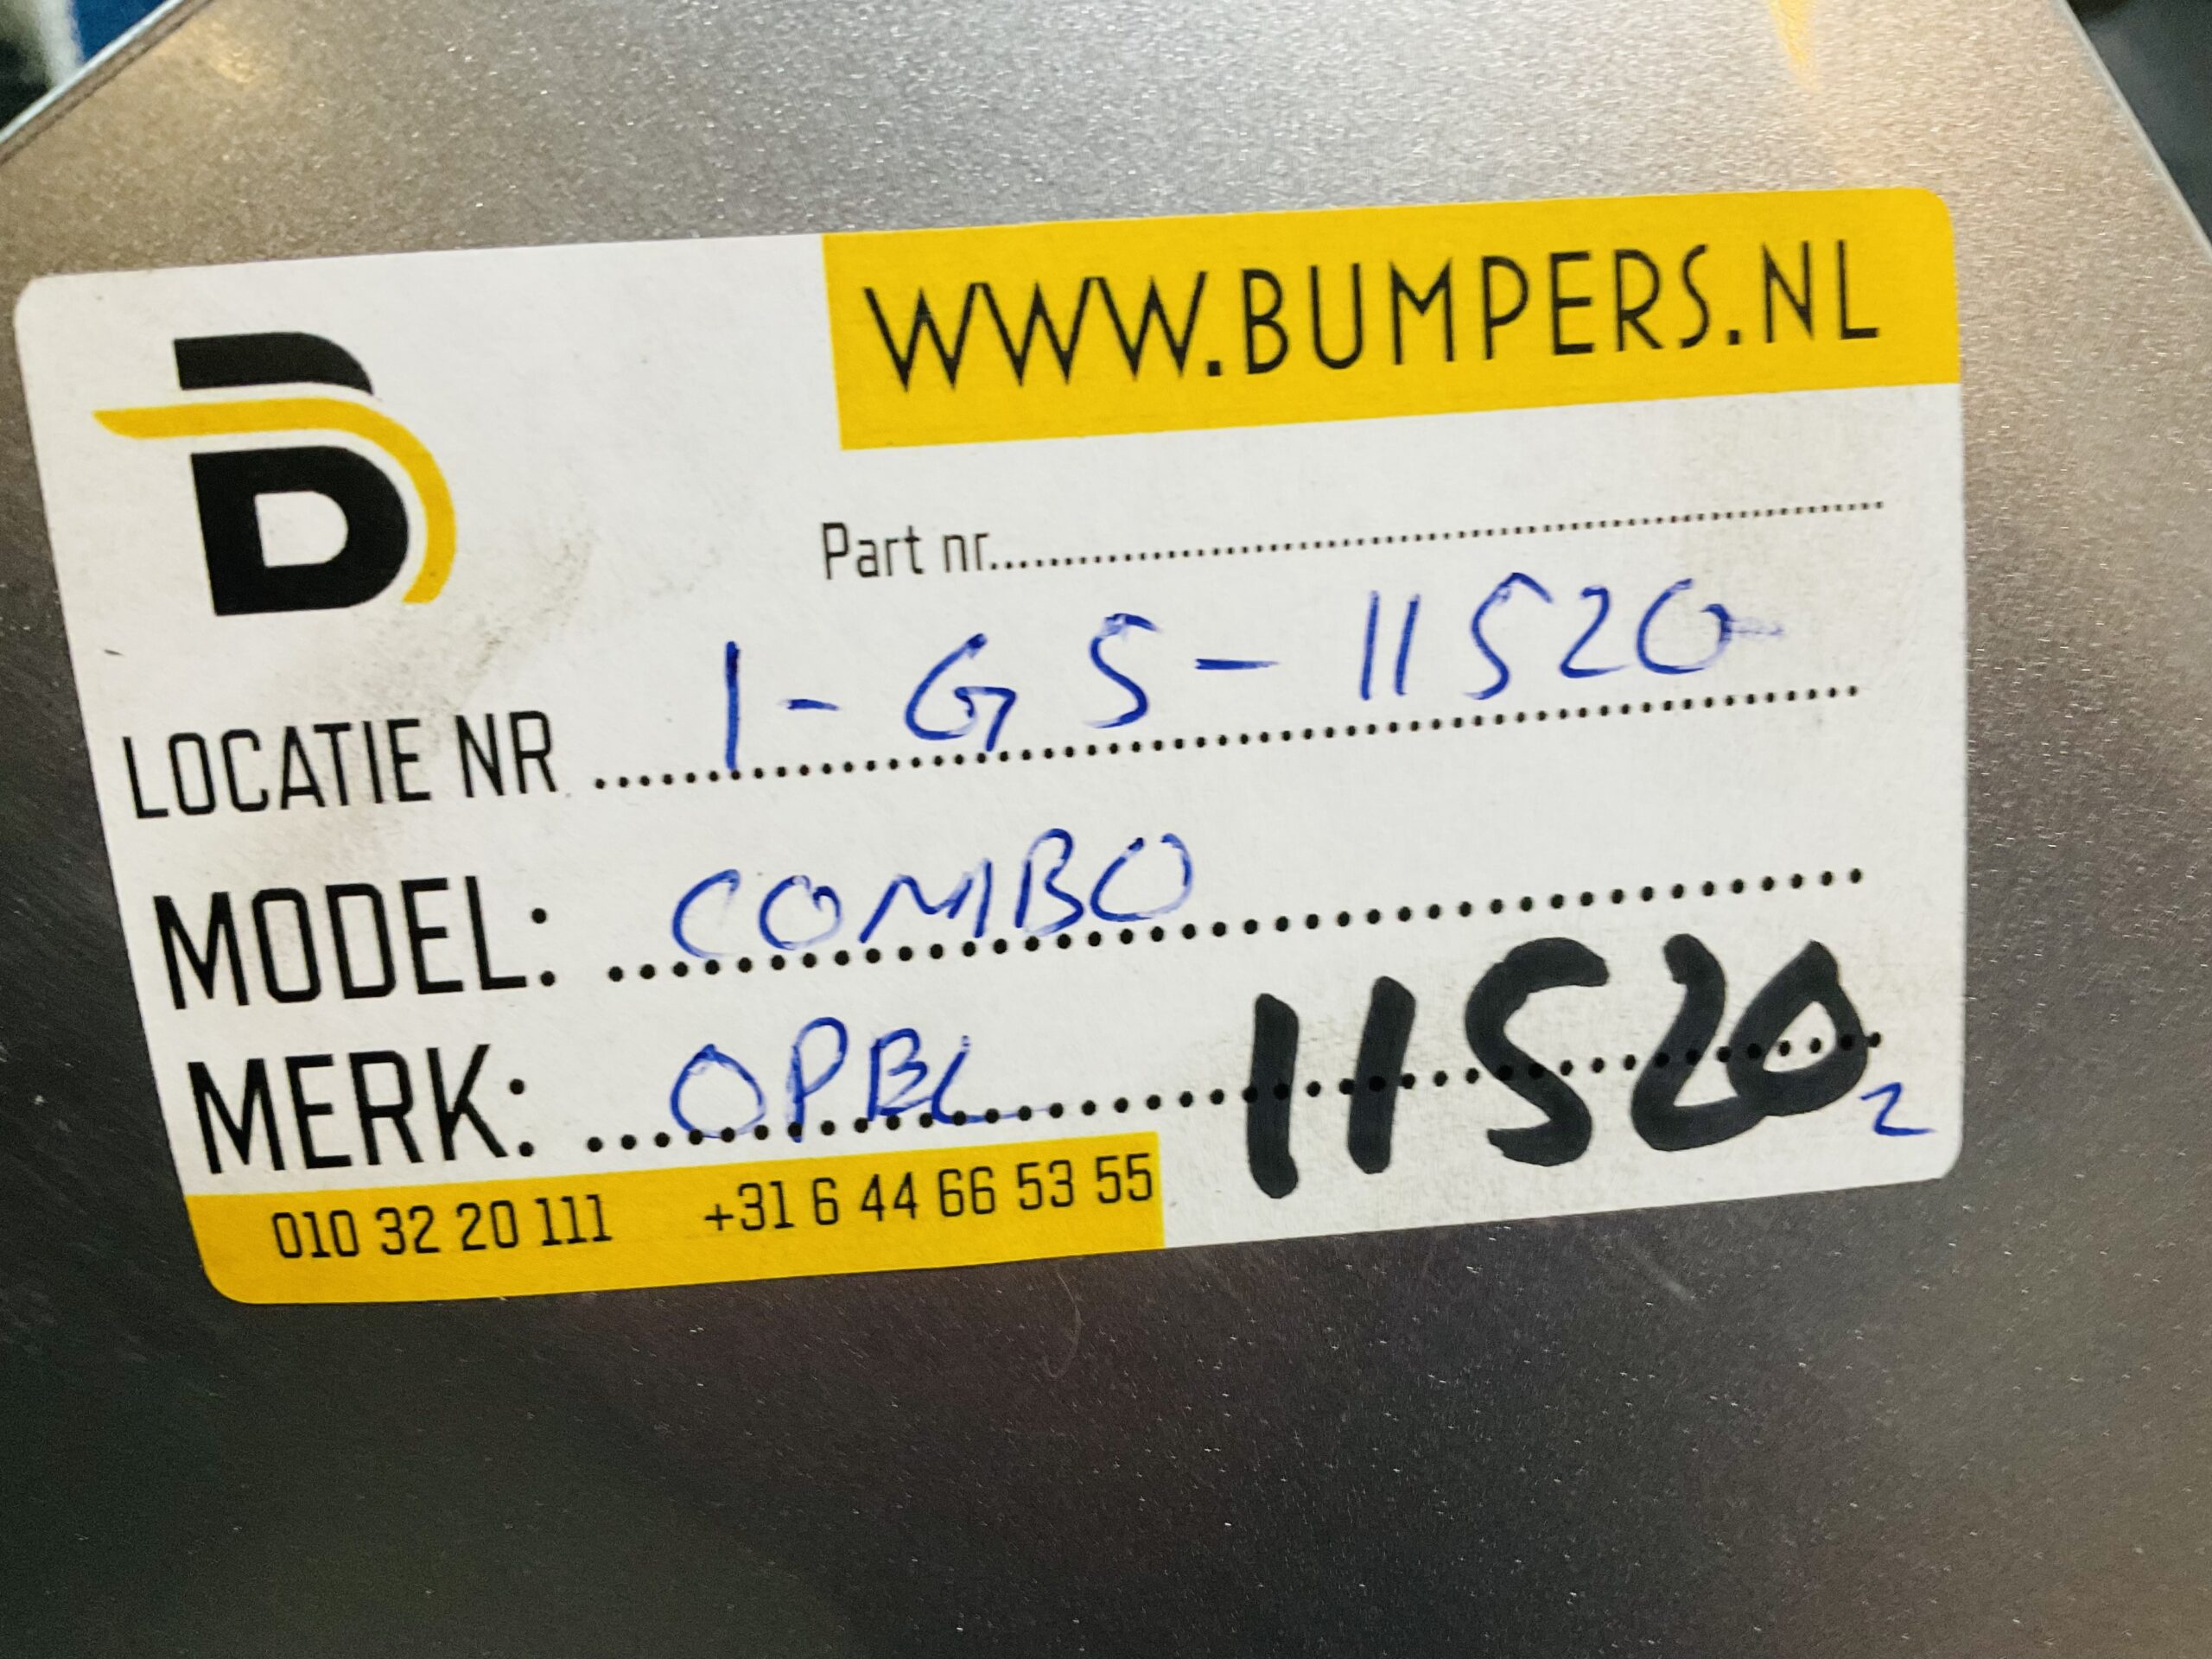 B
WWW.BUMPERS.NL
Part nr..........
LOCATIE NR .......... 1-G5-11520
MODEL: .......... COMBO
MERK: .......... OPEL 11520 2
010 32 20 111 +31 6 44 66 53 55